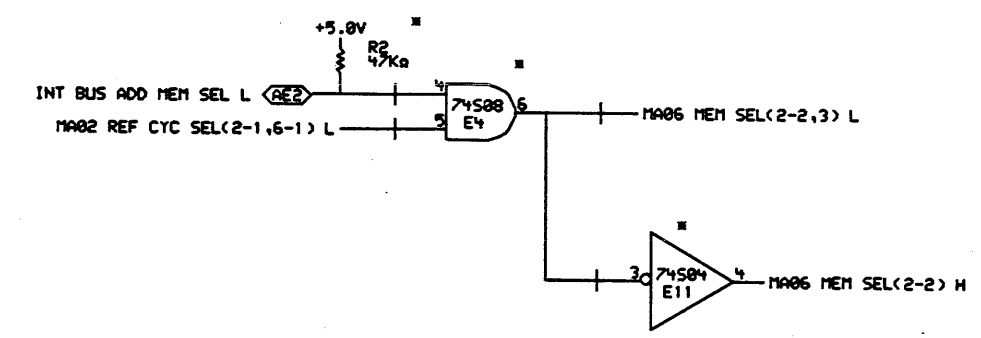 +5.0V
R2
47KΩ
INT BUS ADD MEM SEL L AE2
4
74S08
6
MA02 REF CYC SEL(2-1,6-1) L
5
E4
MA06 MEM SEL(2-2,3) L
3
74S04
4
E11
MA06 MEM SEL(2-2) H